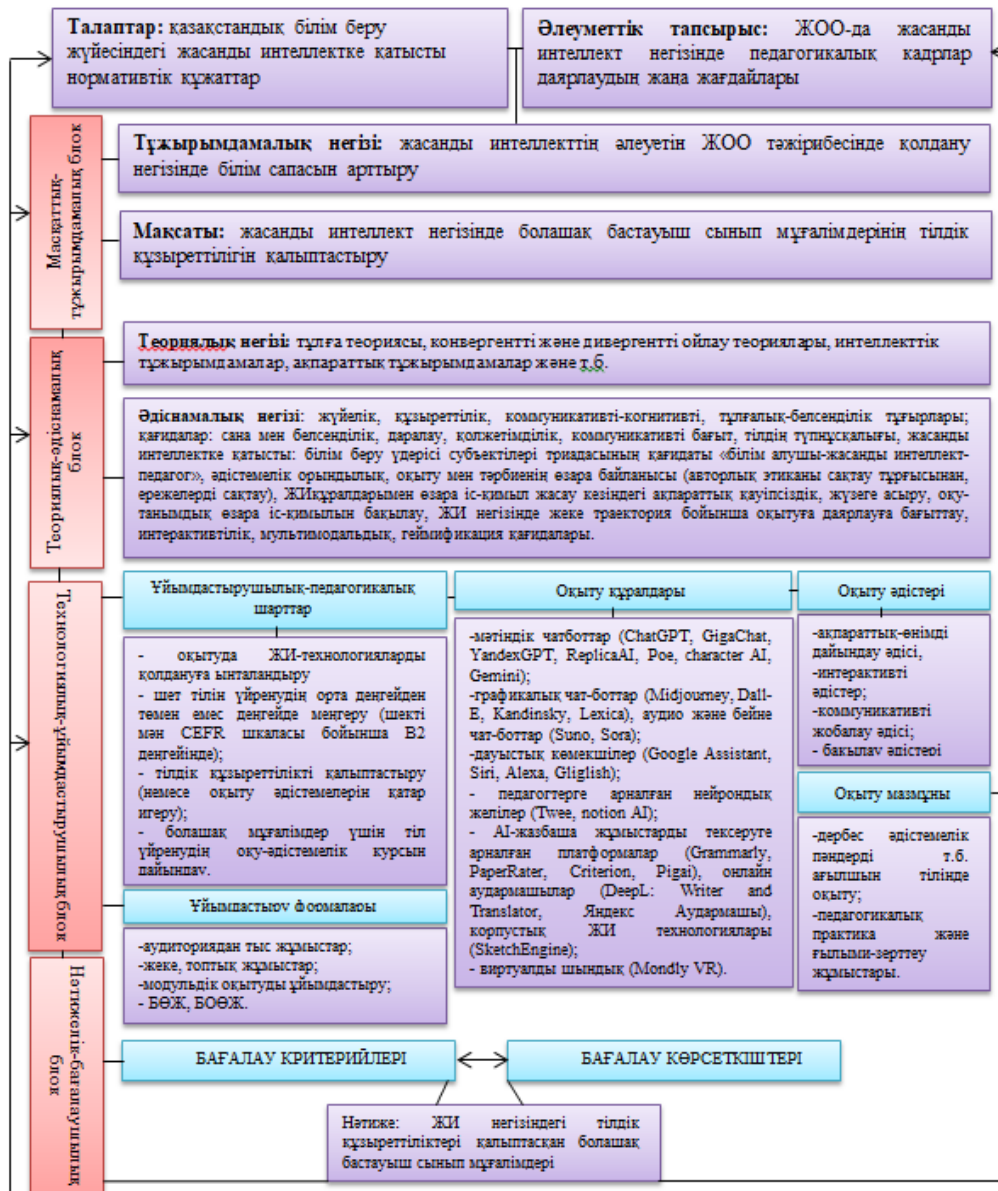 Талаптар: қазақстандық білім беру
жүйесіндегі жасанды интеллектке қатысты
нормативтік құжаттар
Әлеуметтік тапсырыс: ЖОО-да жасанды
интеллект негізінде педагогикалық кадрлар
даярлаудың жаңа жағдайлары
Масқаттық-
тұжырымдамалық блок
Тұжырымдамалық негізі: жасанды интеллекттің әлеуетін ЖОО тәжірибесінде қолдану
негізінде білім сапасын арттыру
Мақсаты: жасанды интеллект негізінде болашақ бастауыш сынып мұғалімдерінің тілдік
құзыреттілігін қалыптастыру
Теориялық-әдіснамалық
блок
Теориялық негізі: тұлға теориясы, конвергентті және дивергентті ойлау теориялары, интеллекттік
тұжырымдамалар, ақпараттық тұжырымдамалар және т.б.
Әдіснамалық негізі: жүйелік, құзыреттілік, коммуникативті-когнитивті, тұлғалық-белсенділік тұғырлары;
қағидалар: сана мен белсенділік, даралау, қолжетімділік, коммуникативті бағыт, тілдің түпнұсқалығы, жасанды
интеллектке қатысты: білім беру үдерісі субъектілері триадасының қағидаты «білім алушы-жасанды интеллект-
педагог», әдістемелік орындылық, оқыту мен тәрбиенің өзара байланысы (авторлық этиканы сақтау тұрғысынан,
ережелерді сақтау), ЖИқұралдарымен өзара іс-қимыл жасау кезіндегі ақпараттық қауіпсіздік, жүзеге асыру, оқу-
танымдық өзара іс-қимылын бақылау, ЖИ негізінде жеке траектория бойынша оқытуға даярлауға бағыттау,
интерактивтілік, мультимодальдық, геймификация қағидалары.
Технологиялық-ұйымдастырушылық блок
Ұйымдастырушылық-педагогикалық
шарттар
- оқытуда ЖИ-технологияларды
қолдануға ынталандыру
- шет тілін үйренудің орта деңгейден
төмен емес деңгейде меңгеру (шекті
мән CEFR шкаласы бойынша B2
деңгейінде);
- тілдік құзыреттілікті қалыптастыру
(немесе оқыту әдістемелерін қатар
игеру);
- болашақ мұғалімдер үшін тіл
үйренудің оқу-әдістемелік курсын
дайындау.
Ұйымдастыру формалары
-аудиториядан тыс жұмыстар;
-жеке, топтық жұмыстар;
-модульдік оқытуды ұйымдастыру;
- БӨЖ, БОӨЖ.
Оқыту құралдары
-мәтіндік чатботтар (ChatGPT, GigaChat,
YandexGPT, ReplicaAI, Poe, character AI,
Gemini);
-графикалық чат-боттар (Midjourney, Dall-
E, Kandinsky, Lexica), аудио және бейне
чат-боттар (Suno, Sora);
-дауыстық көмекшілер (Google Assistant,
Siri, Alexa, Gliglish);
- педагогтерге арналған нейрондық
желілер (Twee, notion AI);
- AI-жазбаша жұмыстарды тексеруге
арналған платформалар (Grammarly,
PaperRater, Criterion, Pigai), онлайн
аудармашылар (DeepL: Writer and
Translator, Яндекс Аудармашы),
корпустық ЖИ технологиялары
(SketchEngine);
- виртуалды шындық (Mondly VR).
Оқыту әдістері
-ақпараттық-өнімді
дайындау әдісі,
-интерактивті
әдістер;
-коммуникативті
жобалау әдісі;
- бақылау әдістері
Оқыту мазмұны
-дербес әдістемелік
пәндерді т.б.
ағылшын тілінде
оқыту;
-педагогикалық
практика және
ғылыми-зерттеу
жұмыстары.
Нәтижелік-бағалаушылық
блок
БАҒАЛАУ КРИТЕРИЙЛЕРІ
БАҒАЛАУ КӨРСЕТКІШТЕРІ
Нәтиже: ЖИ негізіндегі тілдік
құзыреттіліктері қалыптасқан болашақ
бастауыш сынып мұғалімдері